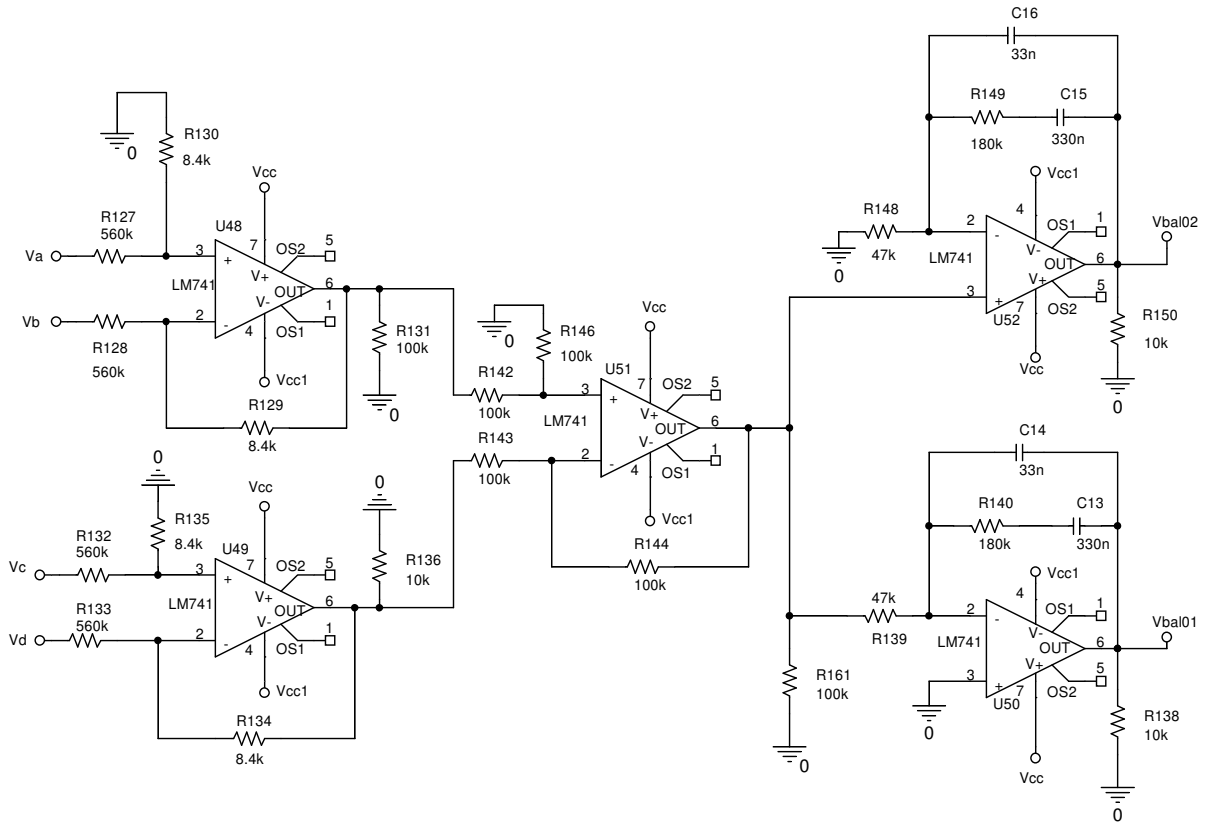 C16
33n
R149
180k
C15
330n
R130
8.4k
0
Vcc
Vcc1
R127
560k
Va
U48
3
+
7
OS2
5
V+
LM741
OUT
6
V-
OS1
1
2
-
4
Vb
R128
560k
Vcc1
R129
8.4k
R131
100k
0
R148
47k
0
4
2
-
OS1
1
V-
LM741
OUT
6
V+
OS2
5
3
+
U52
7
Vcc
Vbal02
R150
10k
0
0
R146
100k
Vcc
U51
R142
100k
3
+
7
OS2
5
V+
LM741
OUT
6
V-
OS1
1
R143
100k
2
-
4
Vcc1
R144
100k
0
Vcc
0
R132
560k
R135
8.4k
U49
Vc
3
+
7
OS2
5
V+
LM741
OUT
6
V-
OS1
1
R133
560k
Vd
2
-
4
Vcc1
R134
8.4k
R136
10k
C14
33n
R140
180k
C13
330n
Vcc1
47k
R139
4
2
-
OS1
1
V-
LM741
OUT
6
V+
OS2
5
3
+
U50
7
Vcc
0
Vbal01
R138
10k
0
R161
100k
0